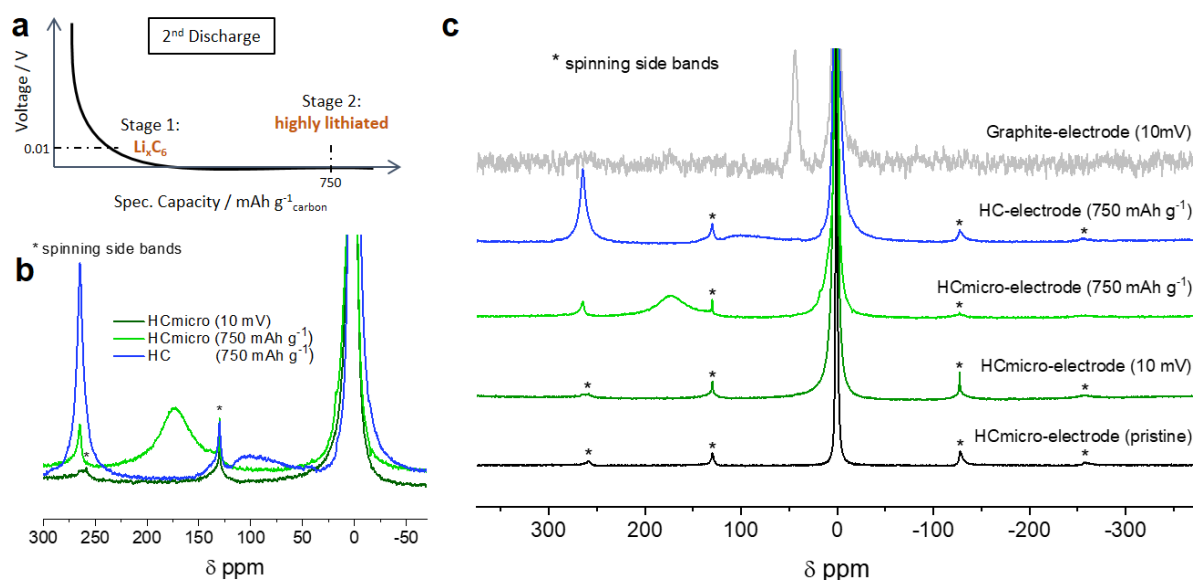 a
2nd Discharge
Voltage / V
0.01
Stage 1:
LixC6
Stage 2:
highly lithiated
750
Spec. Capacity / mAh g-1carbon
b
* spinning side bands
HCmicro (10 mV)
HCmicro (750 mAh g-1)
HC (750 mAh g-1)
*
*
300 250 200 150 100 50 0 -50
δ ppm
c
* spinning side bands
Graphite-electrode (10mV)
HC-electrode (750 mAh g-1)
* * *
HCmicro-electrode (750 mAh g-1)
* * *
HCmicro-electrode (10 mV)
* * * *
HCmicro-electrode (pristine)
* * * *
300 200 100 0 -100 -200 -300
δ ppm